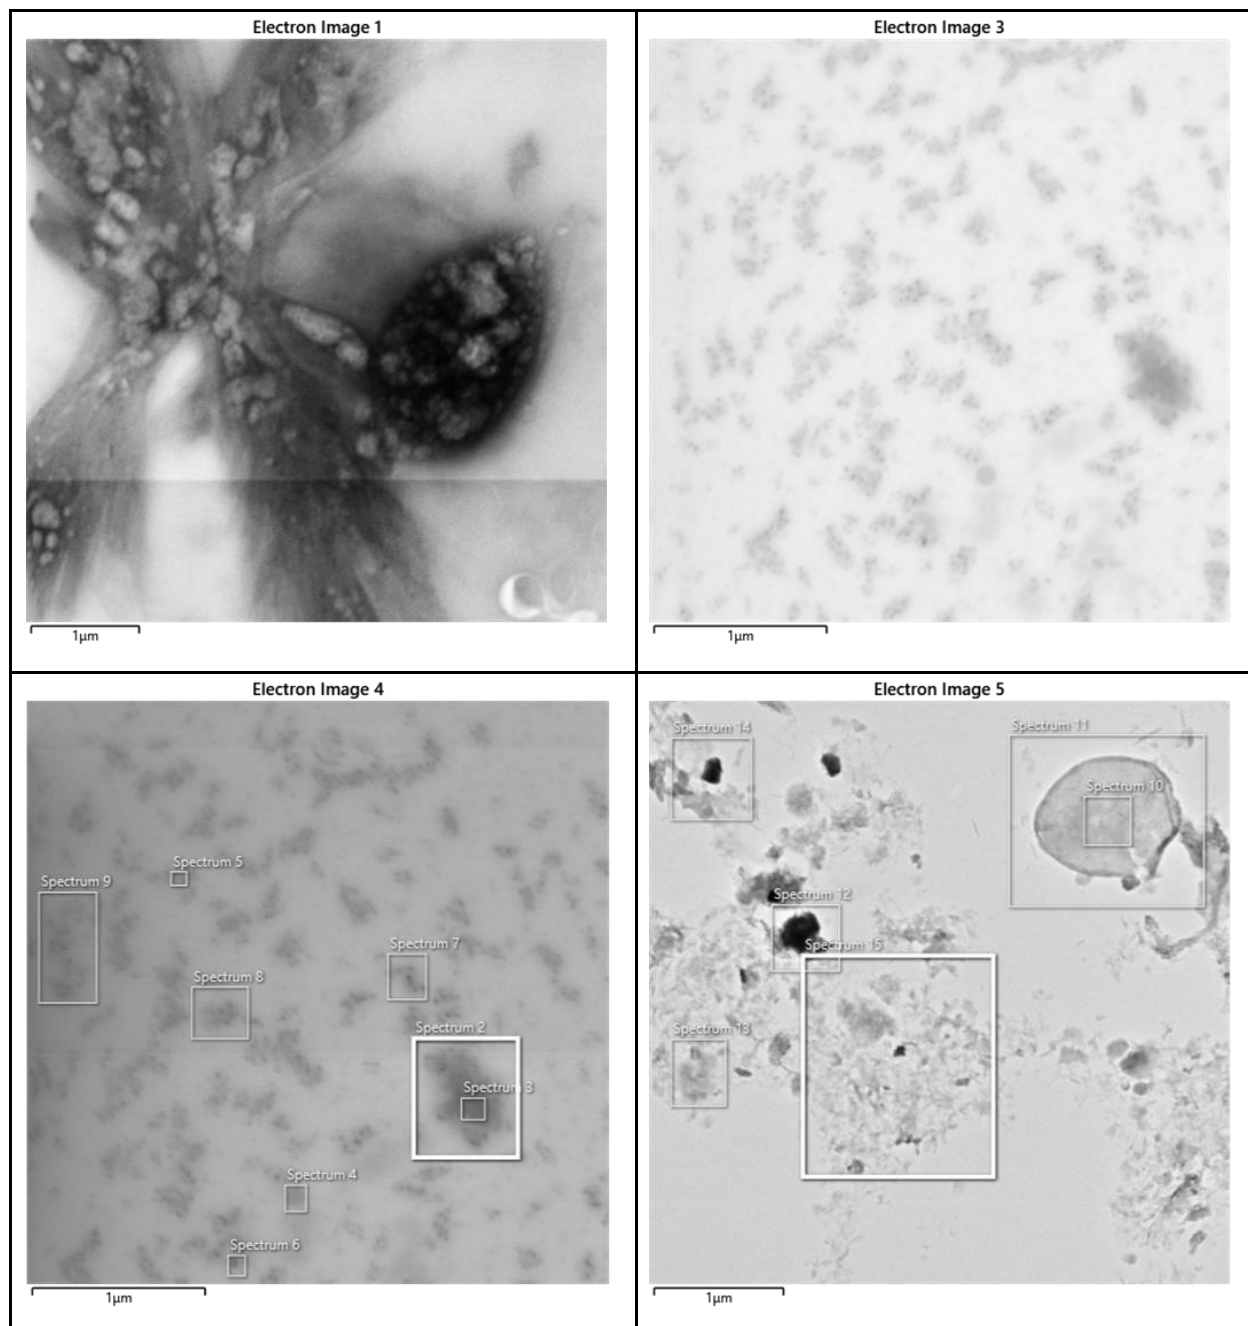 Electron Image 1
1μm
Electron Image 3
1μm
Electron Image 4
Spectrum 5
Spectrum 9
Spectrum 7
Spectrum 8
Spectrum 2
Spectrum 3
Spectrum 4
Spectrum 6
1μm
Electron Image 5
Spectrum 14
Spectrum 11
Spectrum 10
Spectrum 12
Spectrum 15
Spectrum 13
1μm